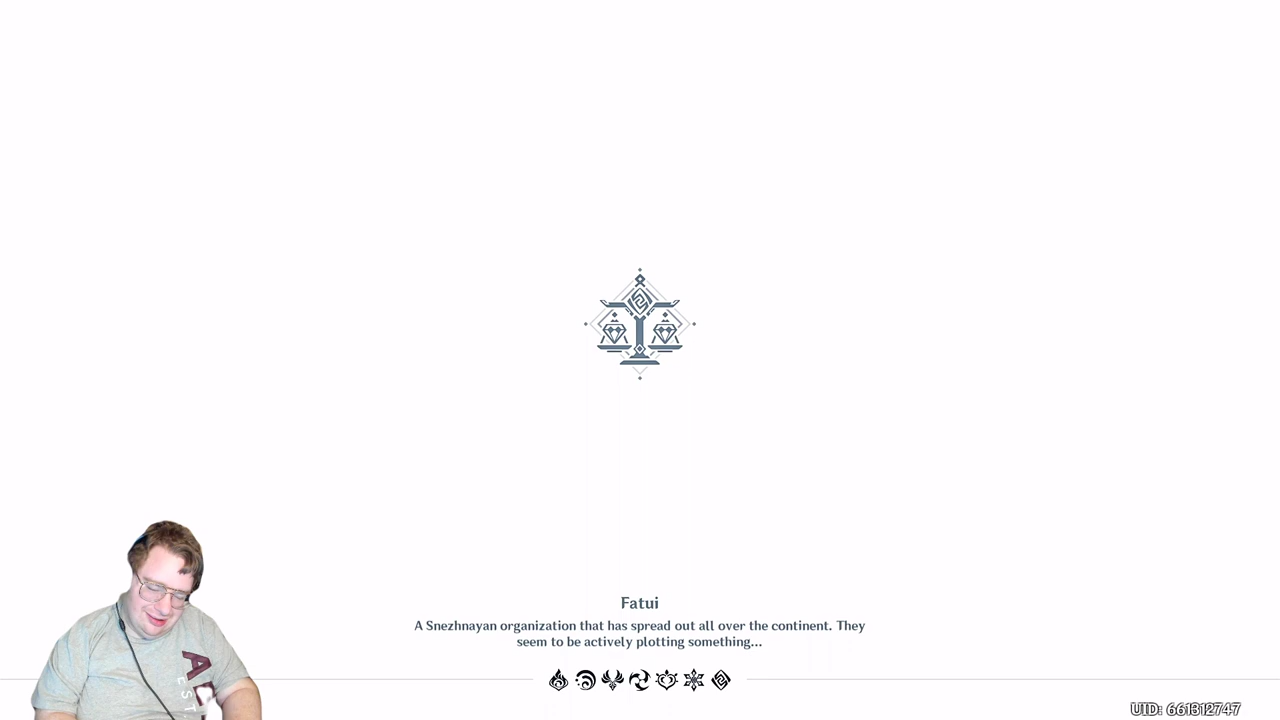 Fatui
A Snezhnayan organization that has spread out all over the continent. They
seem to be actively plotting something...
A
EST
UID: 661312747